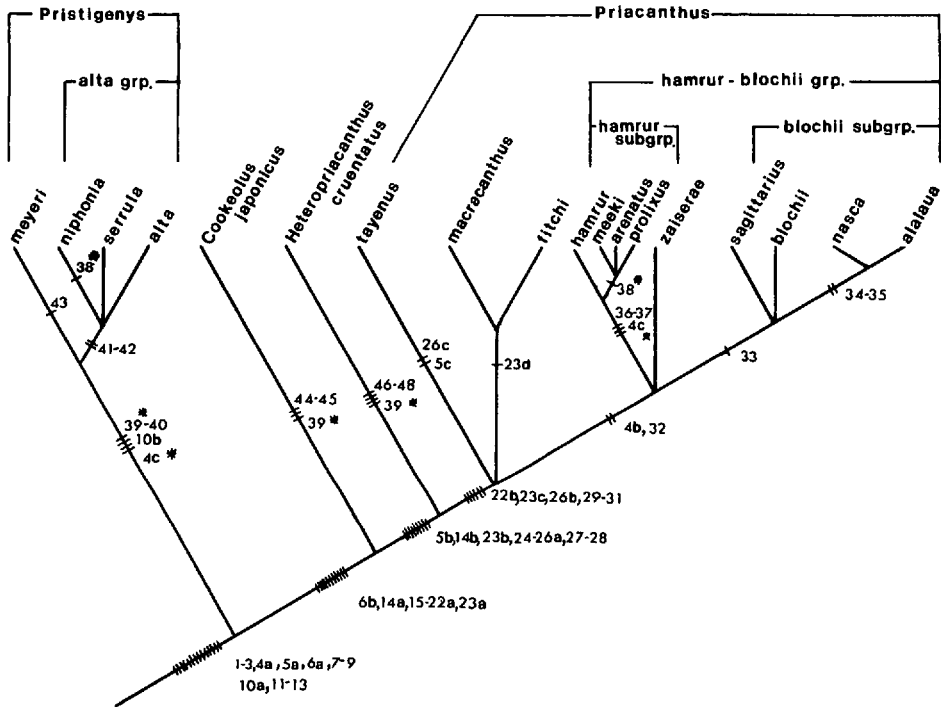 Pristigenys
Priacanthus
alta grp.
hamrur - blochii grp.
hamrur
subgrp.
blochii subgrp.
meyeri
niphonia
serrula
alta
Cookeolus
japonicus
Heteropriacanthus
cruentatus
tayenus
macracanthus
fitchi
hamrur
meeki
arenatus
prolixus
zaiserae
sagittarius
blochii
nasca
alalaua
38*
43
41-42
38*
36-37
4c
*
34-35
26c
5c
23d
33
46-48
39 *
44-45
39 *
*
39-40
10b
4c *
4b, 32
22b,23c,26b,29-31
5b,14b, 23b, 24-26a,27-28
6b,14a,15-22a,23a
1-3,4a, 5a, 6a, 7-9
10a, 11-13